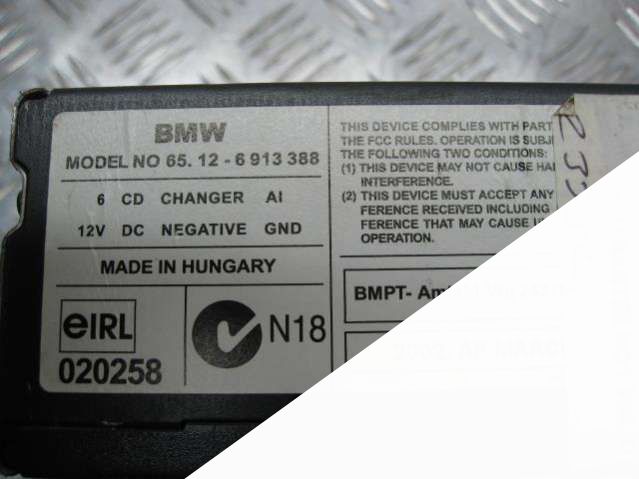 BMW
MODEL NO 65. 12 - 6 913 388
6 CD CHANGER AI
12V DC NEGATIVE GND
MADE IN HUNGARY
eIRL
020258
N18
THIS DEVICE COMPLIES WITH PART
THE FCC RULES. OPERATION IS SUBJ
THE FOLLOWING TWO CONDITIONS:
(1) THIS DEVICE MAY NOT CAUSE HA
INTERFERENCE.
(2) THIS DEVICE MUST ACCEPT ANY
FERENCE RECEIVED INCLUDING
FERENCE THAT MAY CAUSE
OPERATION.
BMPT-
R 33